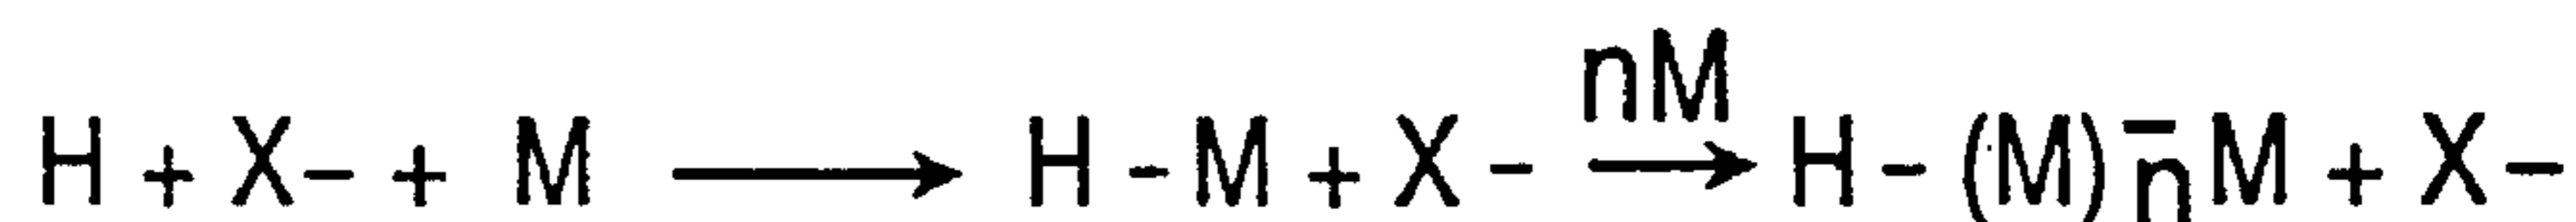 H + X- + M ⟶ H - M + X - nM → H - (M) n̄ M + X -